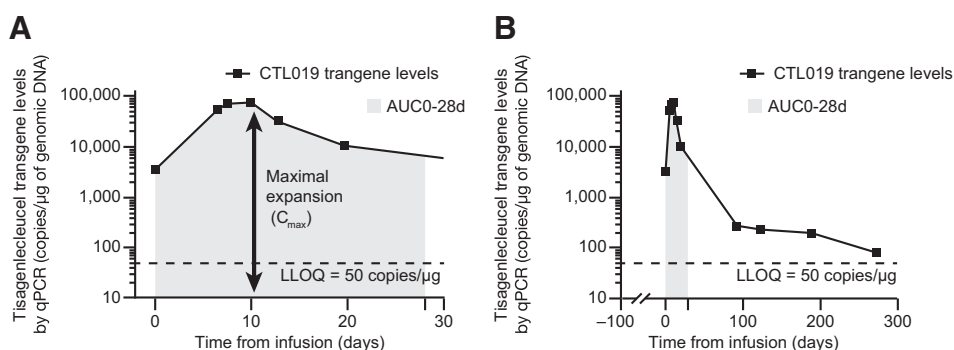 A
Tisagenlecleucel transgene levels
by qPCR (copies/µg of genomic DNA)
CTL019 trangene levels
AUC0-28d
100,000
10,000
1,000
100
10
Maximal
expansion
(Cmax)
LLOQ = 50 copies/µg
0
10
20
30
Time from infusion (days)
B
Tisagenlecleucel transgene levels
by qPCR (copies/µg of genomic DNA)
CTL019 trangene levels
AUC0-28d
100,000
10,000
1,000
100
10
LLOQ = 50 copies/µg
–100
0
100
200
300
Time from infusion (days)